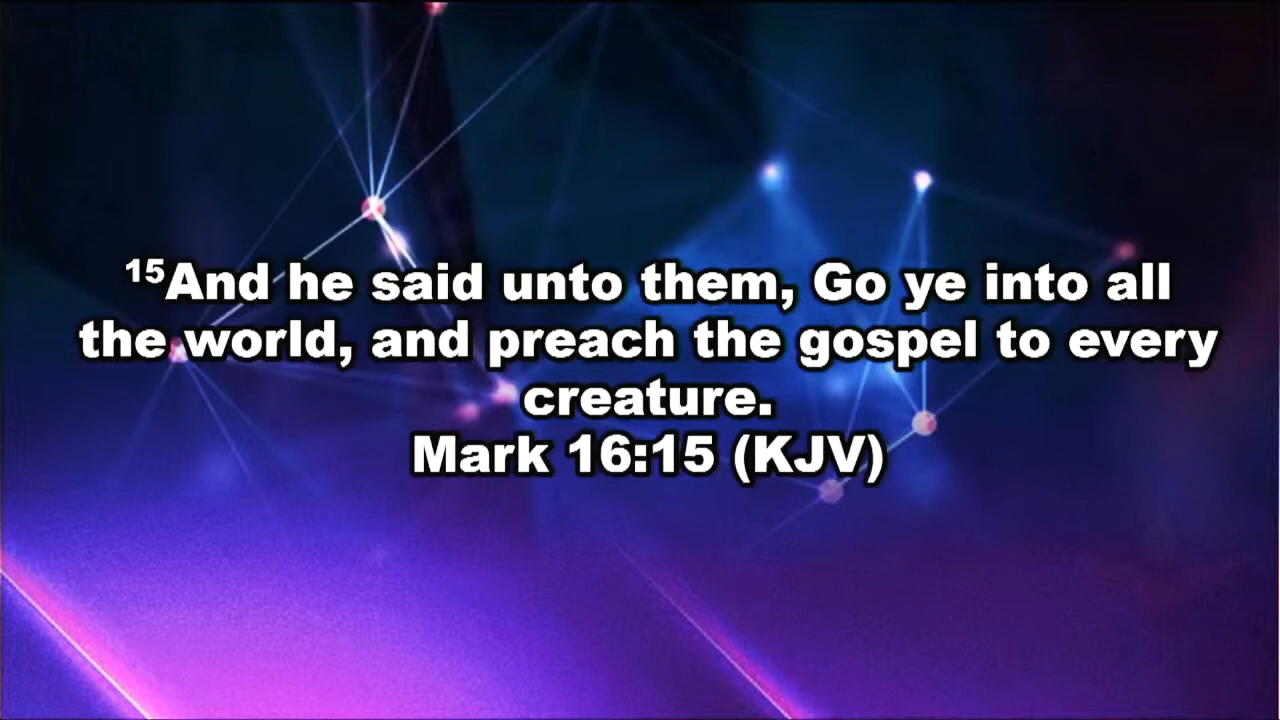 15And he said unto them, Go ye into all
the world, and preach the gospel to every
creature.
Mark 16:15 (KJV)